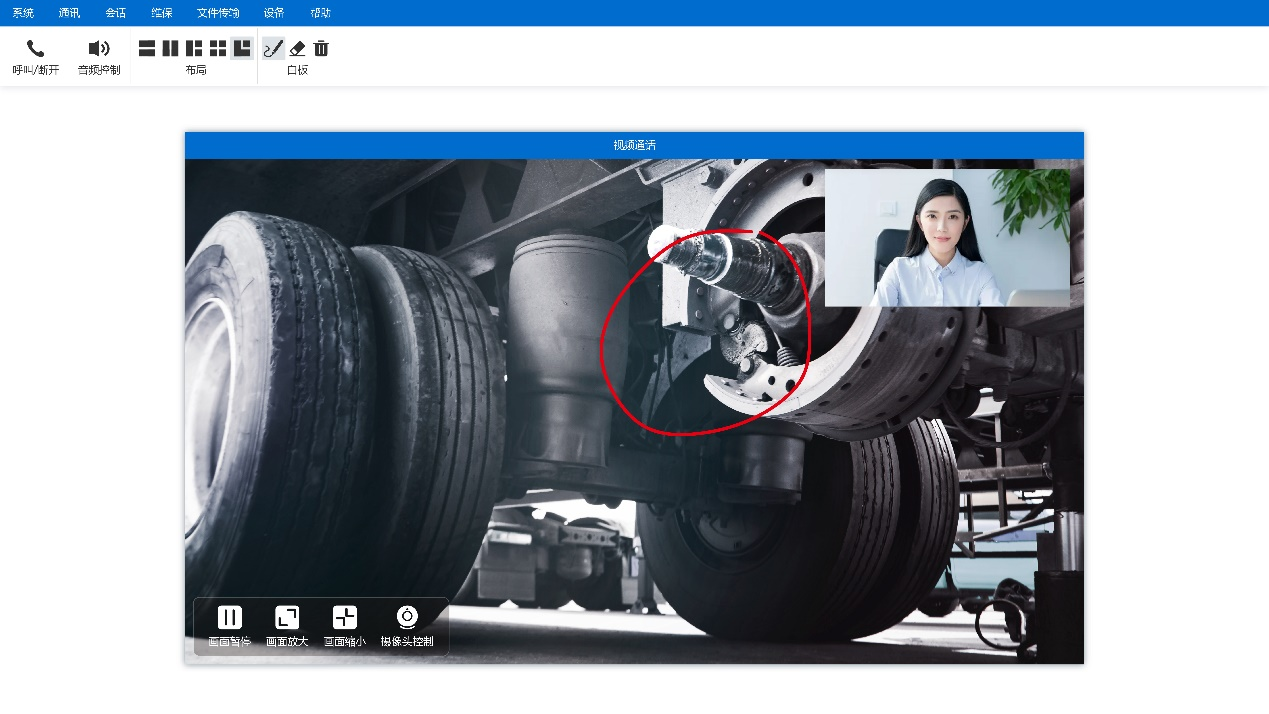 系统 通讯 会话 维保 文件传输 设备 帮助
呼叫/断开 音频控制 布局 白板
视频通话
画面暂停 画面放大 画面缩小 摄像头控制